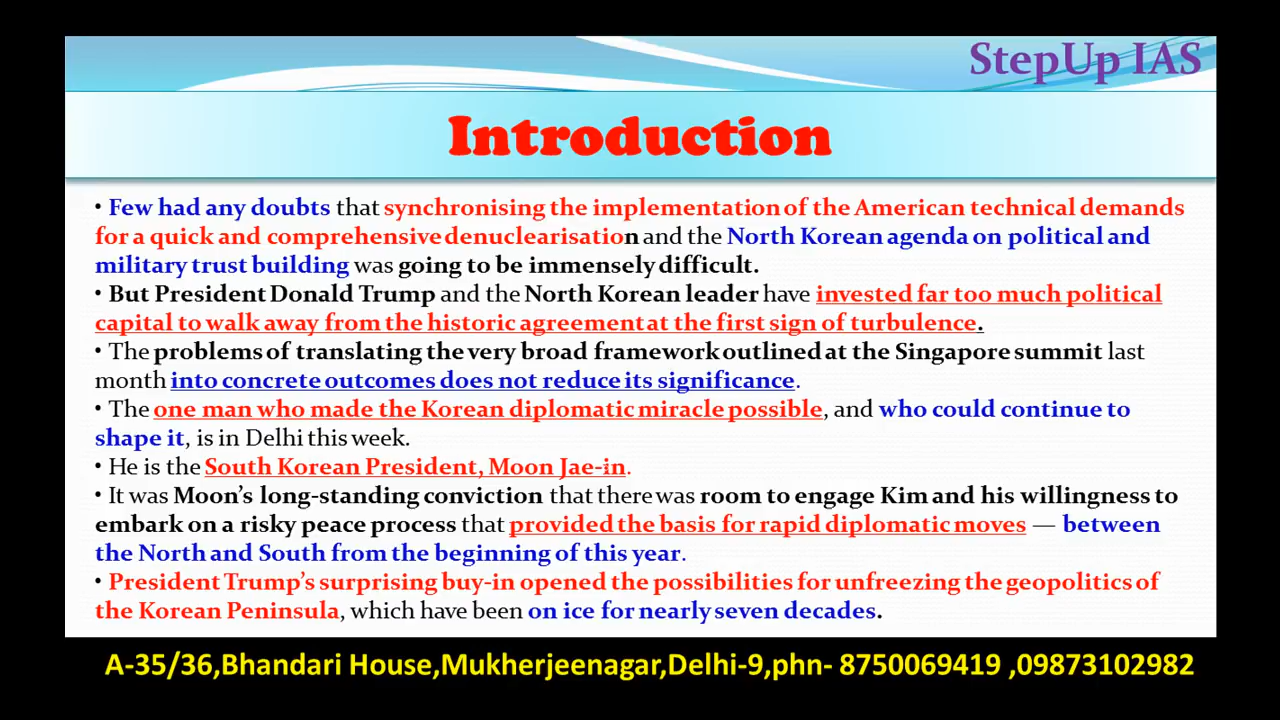 StepUp IAS
Introduction
• Few had any doubts that synchronising the implementation of the American technical demands
for a quick and comprehensive denuclearisation and the North Korean agenda on political and
military trust building was going to be immensely difficult.
• But President Donald Trump and the North Korean leader have invested far too much political
capital to walk away from the historic agreement at the first sign of turbulence.
• The problems of translating the very broad framework outlined at the Singapore summit last
month into concrete outcomes does not reduce its significance.
• The one man who made the Korean diplomatic miracle possible, and who could continue to
shape it, is in Delhi this week.
• He is the South Korean President, Moon Jae-in.
• It was Moon’s long-standing conviction that there was room to engage Kim and his willingness to
embark on a risky peace process that provided the basis for rapid diplomatic moves — between
the North and South from the beginning of this year.
• President Trump’s surprising buy-in opened the possibilities for unfreezing the geopolitics of
the Korean Peninsula, which have been on ice for nearly seven decades.
A-35/36,Bhandari House,Mukherjeenagar,Delhi-9,phn- 8750069419 ,09873102982